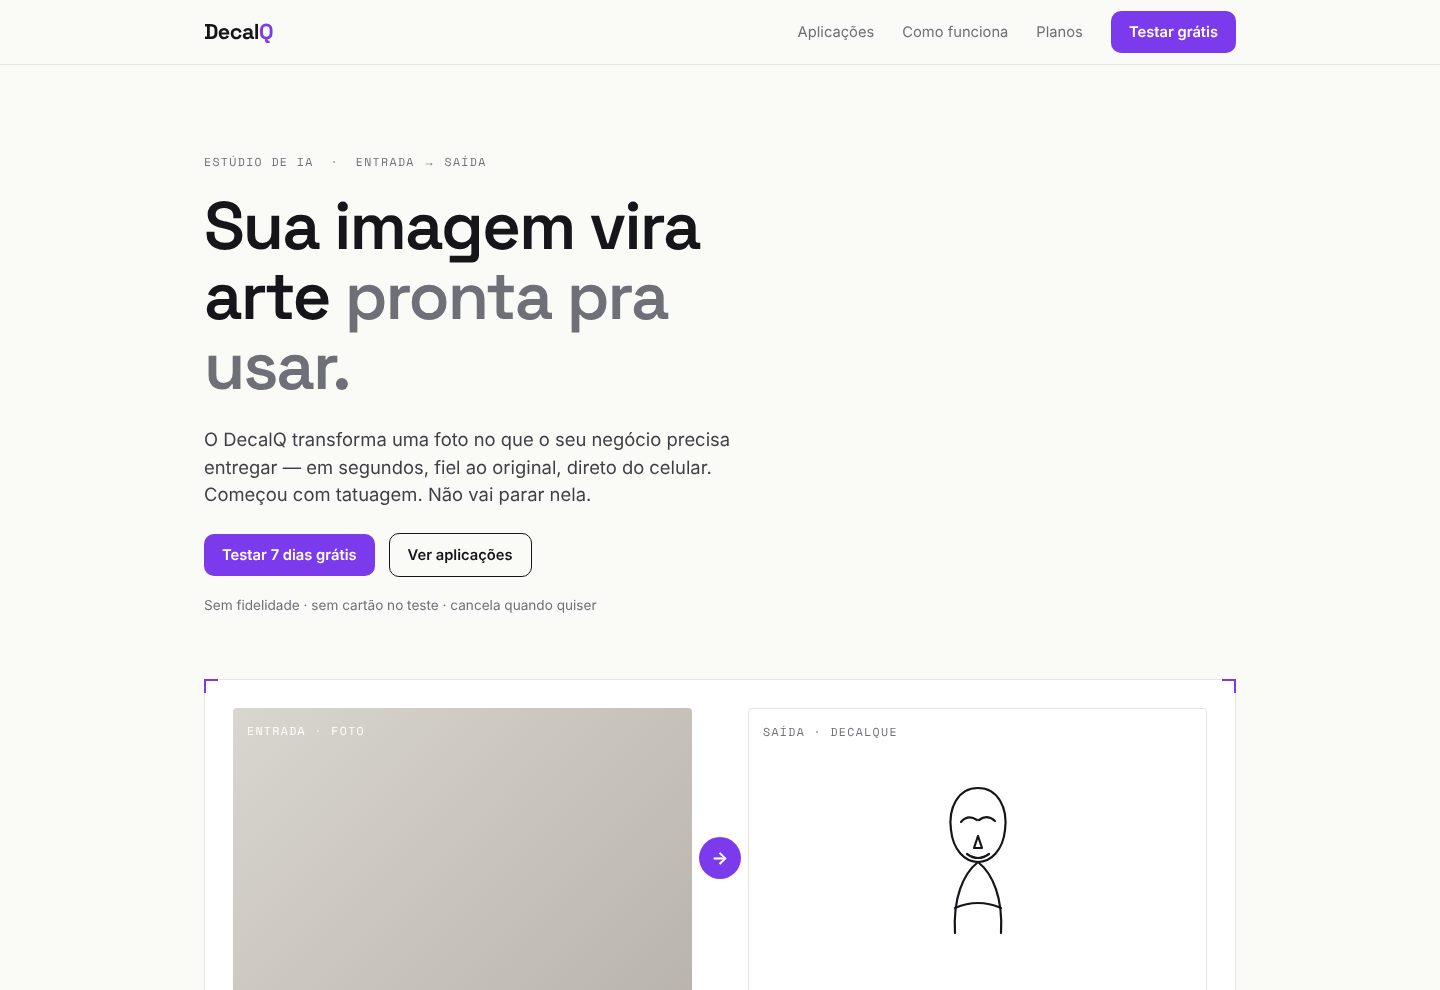 DecalQ
Aplicações
Como funciona
Planos
Testar grátis
ESTÚDIO DE IA · ENTRADA → SAÍDA
Sua imagem vira
arte pronta pra
usar.
O DecalQ transforma uma foto no que o seu negócio precisa
entregar — em segundos, fiel ao original, direto do celular.
Começou com tatuagem. Não vai parar nela.
Testar 7 dias grátis
Ver aplicações
Sem fidelidade · sem cartão no teste · cancela quando quiser
ENTRADA · FOTO
SAÍDA · DECALQUE